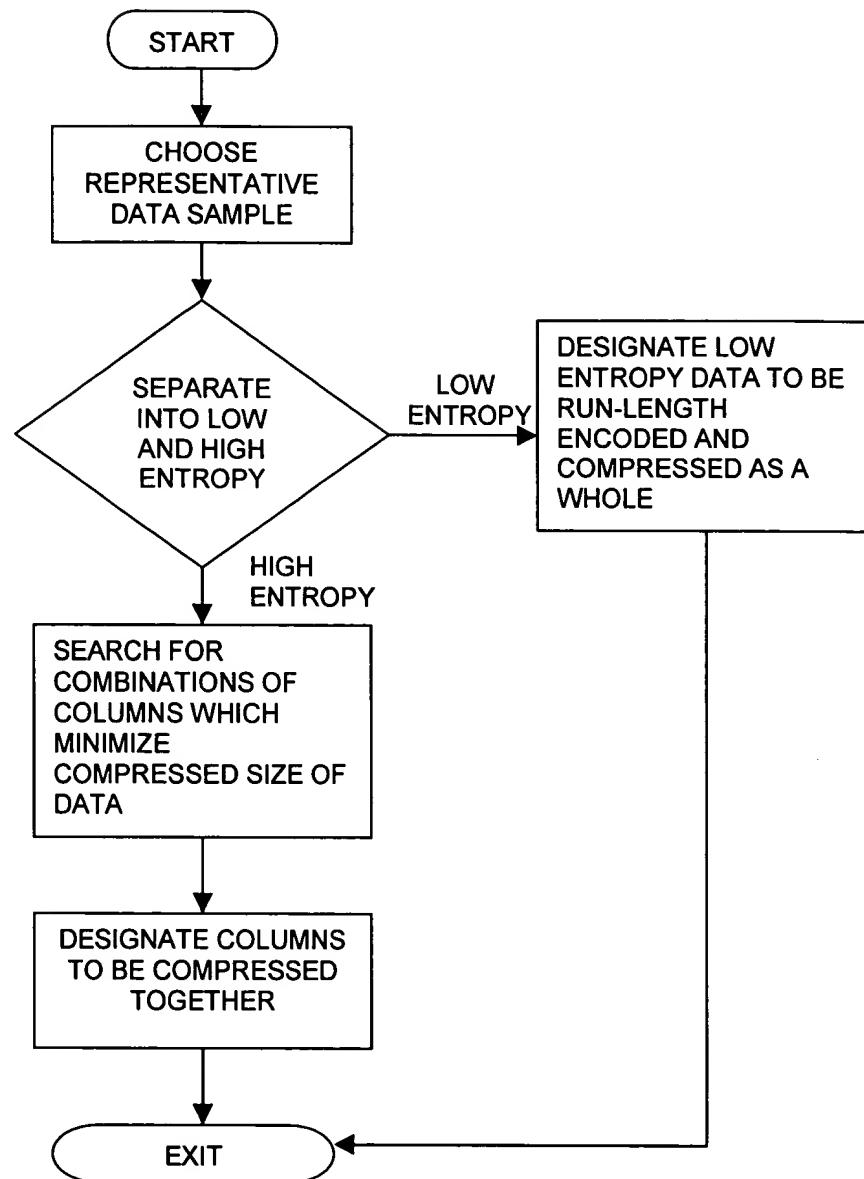 START
CHOOSE
REPRESENTATIVE
DATA SAMPLE
SEPARATE
INTO LOW
AND HIGH
ENTROPY
LOW
ENTROPY
DESIGNATE LOW
ENTROPY DATA TO BE
RUN-LENGTH
ENCODED AND
COMPRESSED AS A
WHOLE
HIGH
ENTROPY
SEARCH FOR
COMBINATIONS OF
COLUMNS WHICH
MINIMIZE
COMPRESSED SIZE OF
DATA
DESIGNATE COLUMNS
TO BE COMPRESSED
TOGETHER
EXIT